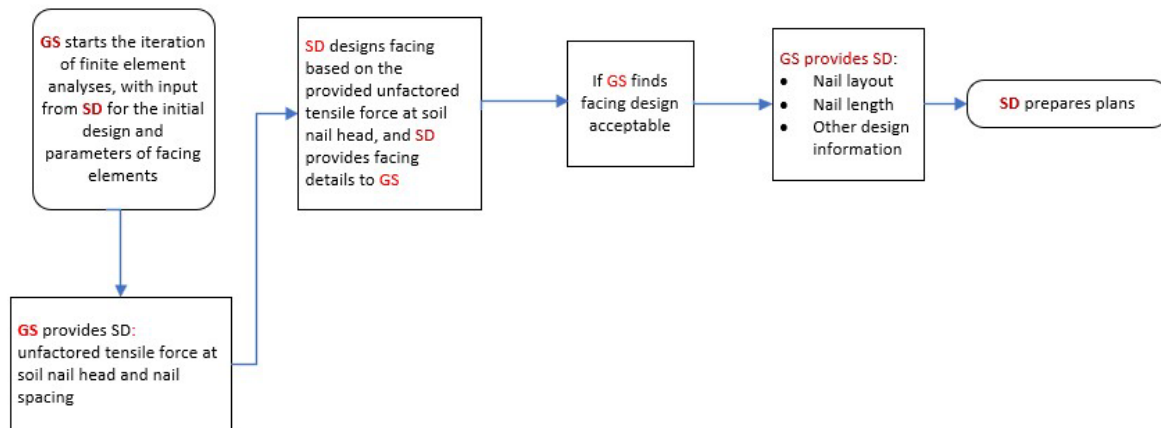 GS starts the iteration
of finite element
analyses, with input
from SD for the initial
design and
parameters of facing
elements
GS provides SD:
unfactored tensile force at
soil nail head and nail
spacing
SD designs facing
based on the
provided unfactored
tensile force at soil
nail head, and SD
provides facing
details to GS
If GS finds
facing design
acceptable
GS provides SD:
• Nail layout
• Nail length
• Other design
information
SD prepares plans